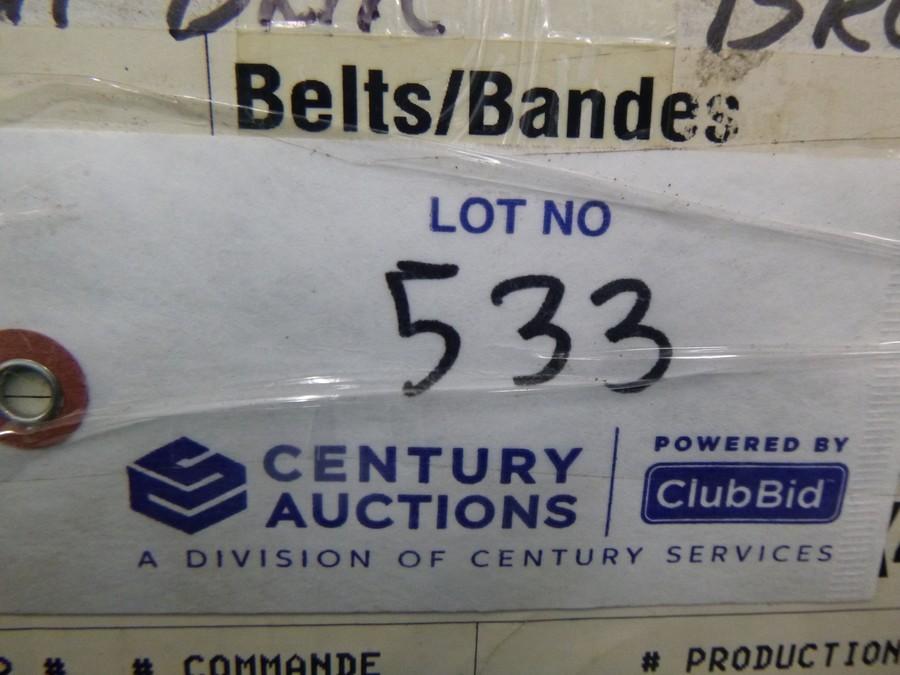 Belts/Bandes
LOT NO
533
CENTURY
AUCTIONS
POWERED BY
ClubBid
A DIVISION OF CENTURY SERVICES
# # COMMANDE
# PRODUCTION